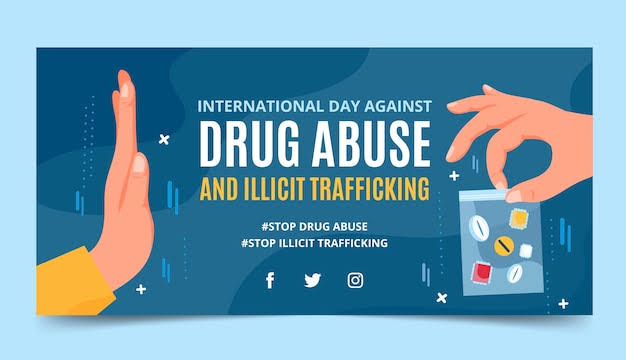 INTERNATIONAL DAY AGAINST
DRUG ABUSE
AND ILLICIT TRAFFICKING
#STOP DRUG ABUSE
#STOP ILLICIT TRAFFICKING